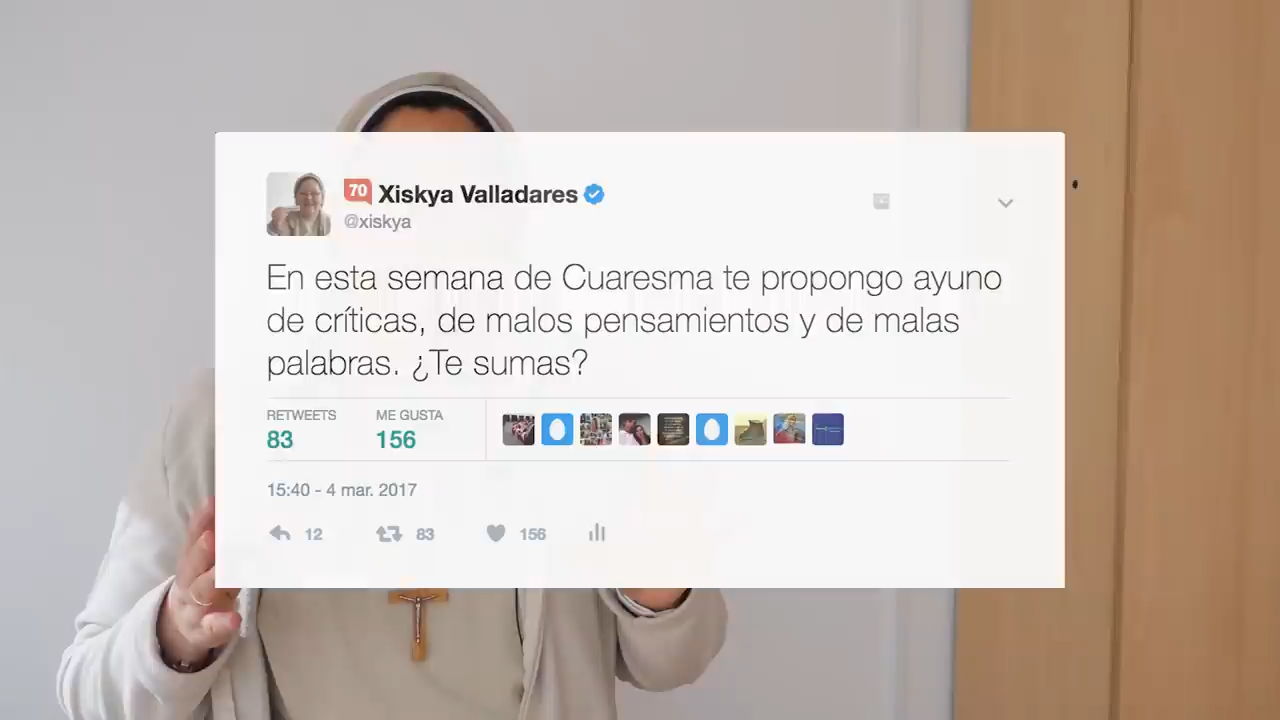 70 Xiskya Valladares
@xiskya
En esta semana de Cuaresma te propongo ayuno
de críticas, de malos pensamientos y de malas
palabras. ¿Te sumas?
RETWEETS ME GUSTA
83 156
15:40 - 4 mar. 2017
12 83 156